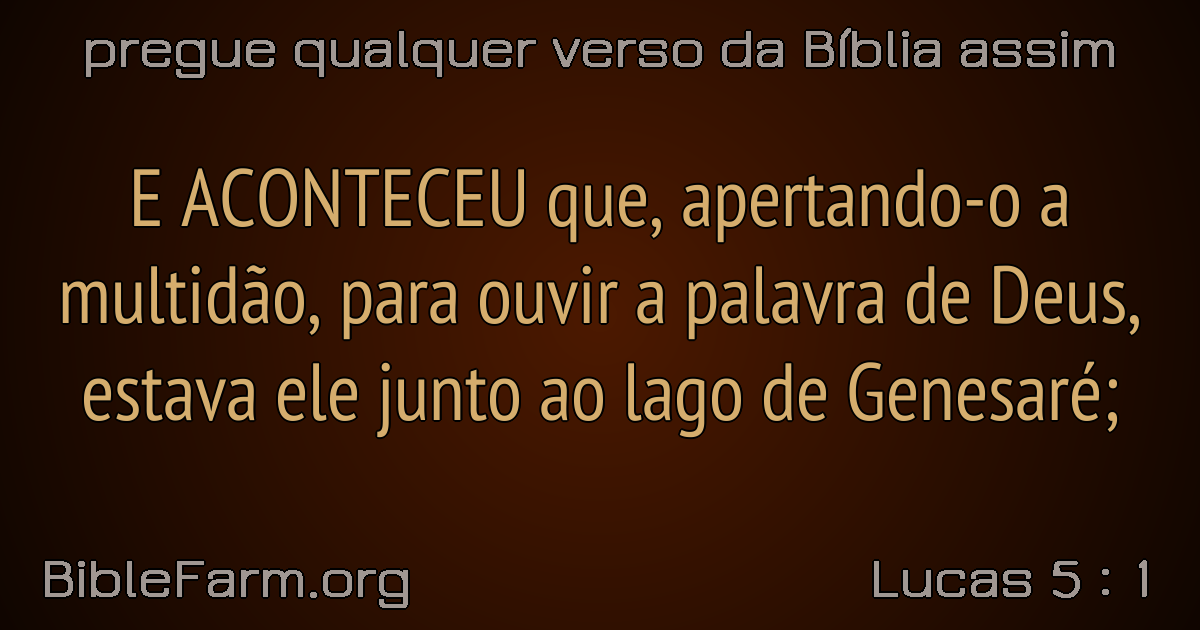 pregue qualquer verso da Bíblia assim
E ACONTECEU que, apertando-o a
multidão, para ouvir a palavra de Deus,
estava ele junto ao lago de Genesaré;
BibleFarm.org
Lucas 5 : 1